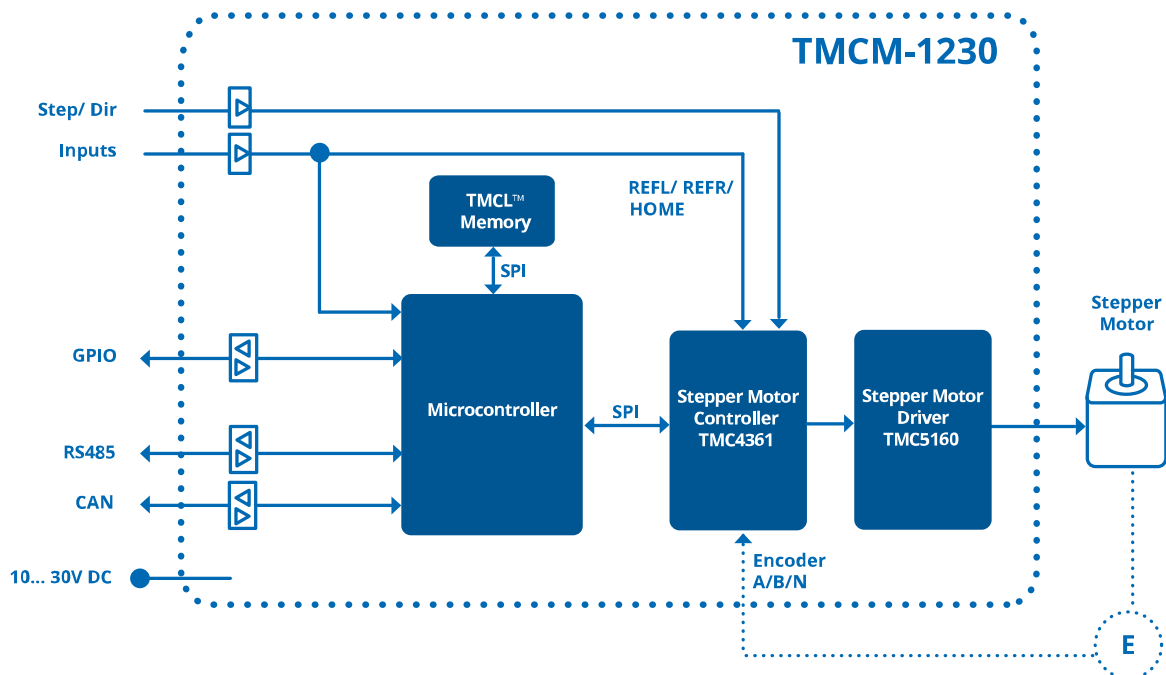 TMCM-1230
Step/ Dir
Inputs
REFL/ REFR/
HOME
TMCL™
Memory
SPI
Stepper
Motor
GPIO
Microcontroller
SPI
Stepper Motor
Controller
TMC4361
Stepper Motor
Driver
TMC5160
RS485
CAN
10... 30V DC
Encoder
A/B/N
E